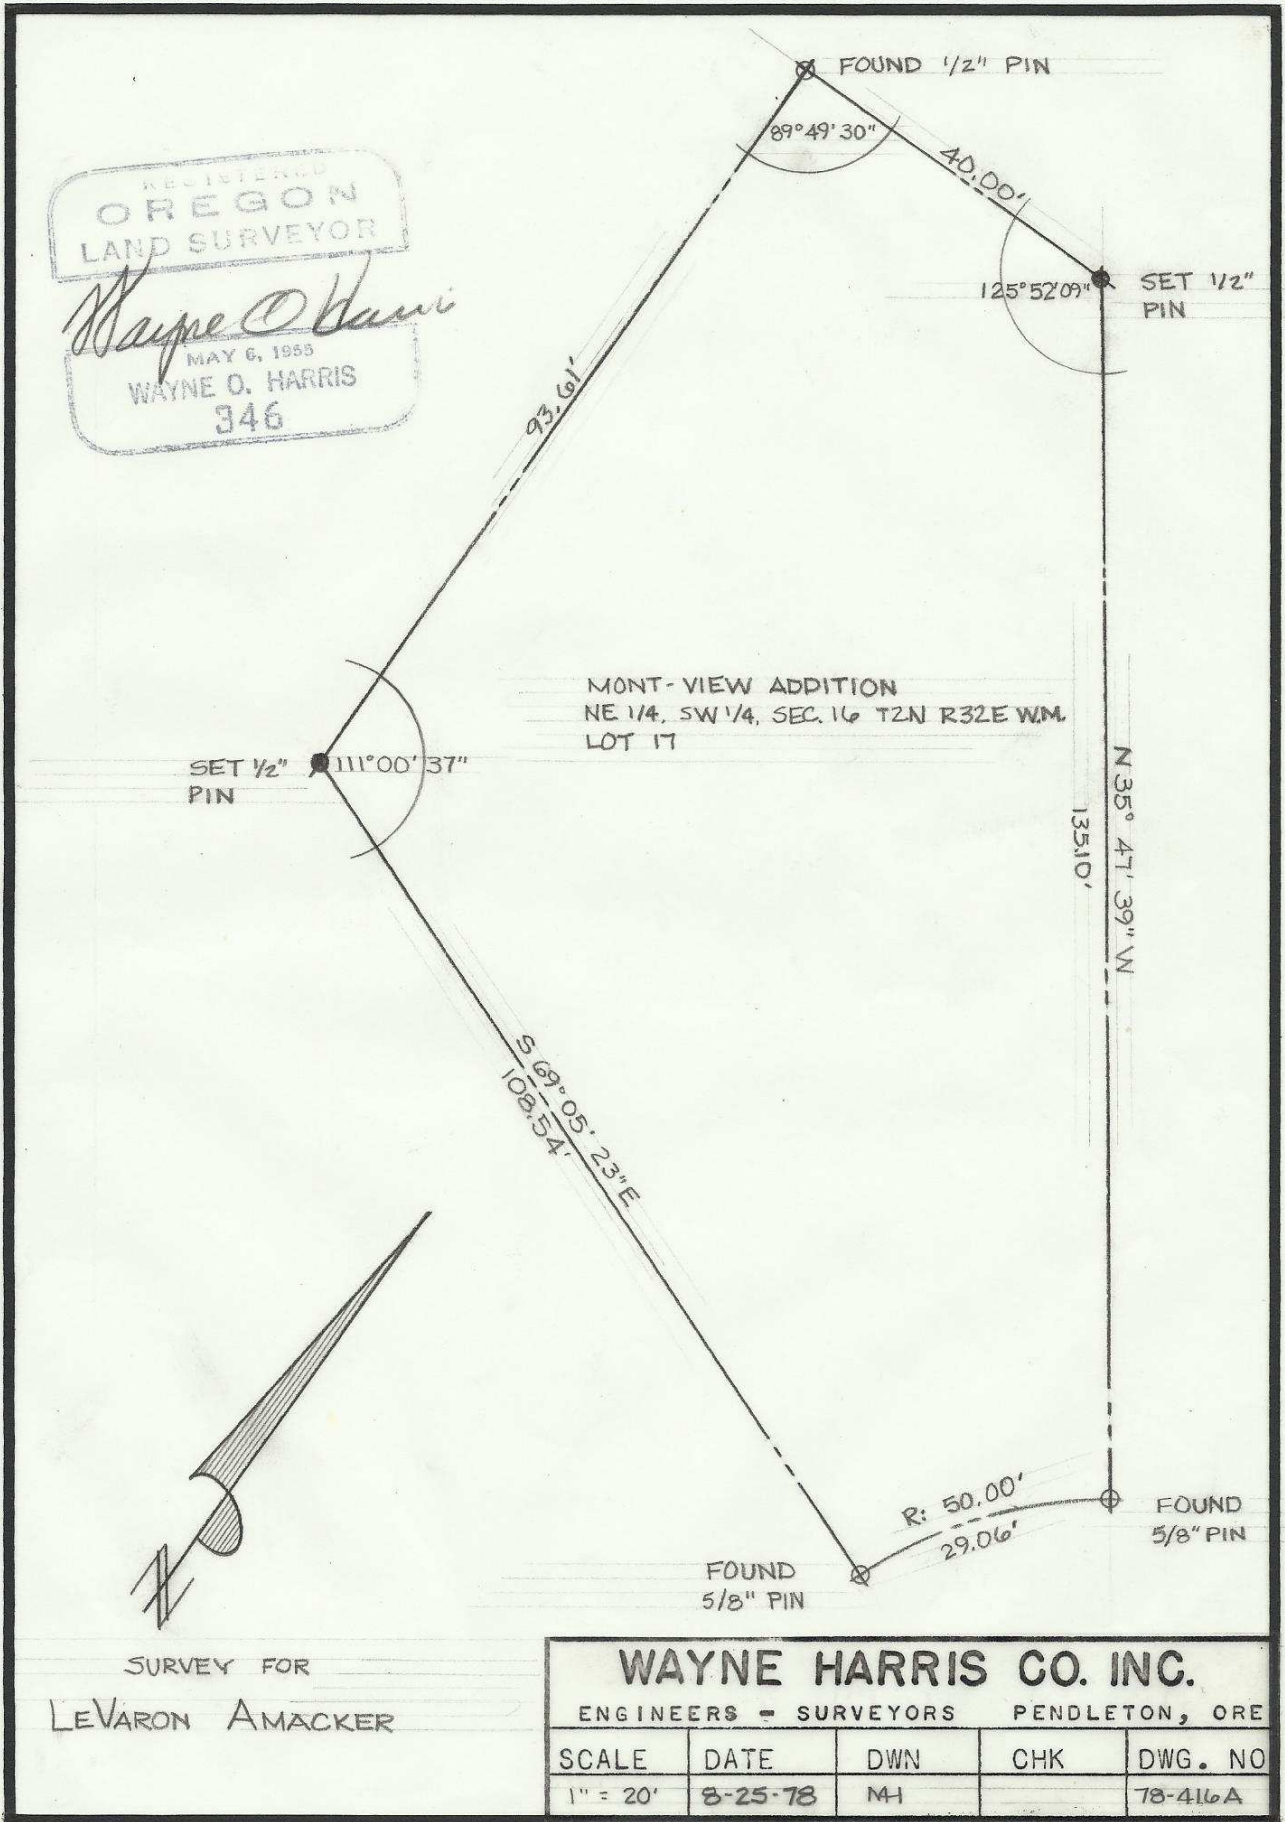 FOUND 1/2" PIN
89°49'30"
40.00'
REGISTERED
OREGON
LAND SURVEYOR
Wayne O Harris
MAY 6, 1955
WAYNE O. HARRIS
346
125°52'09"
SET 1/2"
PIN
93.61'
MONT-VIEW ADDITION
NE 1/4, SW 1/4, SEC. 16 T2N R32E W.M.
LOT 17
SET 1/2"
PIN
111°00'37"
N 35° 47' 39" W
135.10'
S 69°05' 23" E
108.54'
R: 50.00'
29.06'
FOUND
5/8" PIN
FOUND
5/8" PIN
N
SURVEY FOR
LEVARON AMACKER
WAYNE HARRIS CO. INC.
ENGINEERS - SURVEYORS PENDLETON, ORE
SCALE DATE DWN CHK DWG. NO
1" = 20' 8-25-78 MH 78-416A